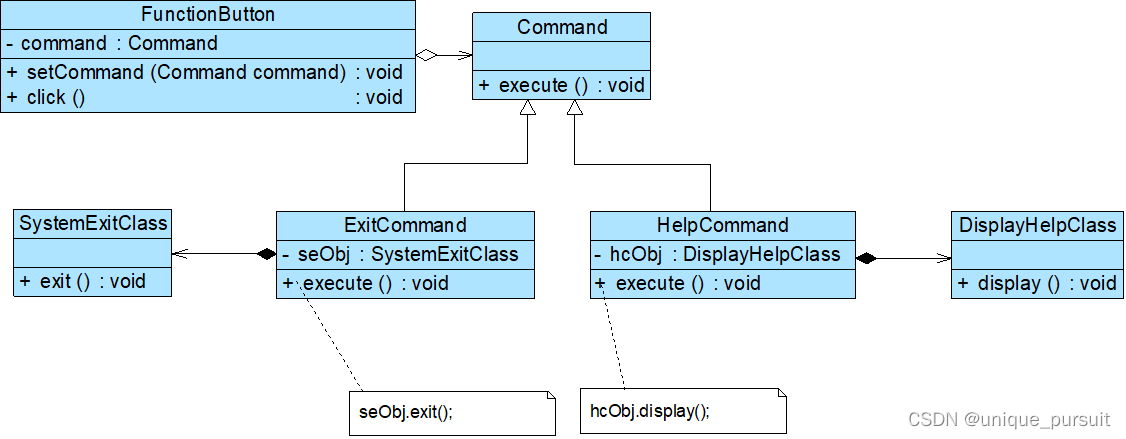 FunctionButton
- command : Command
+ setCommand (Command command) : void
+ click () : void
Command
+ execute () : void
SystemExitClass
+ exit () : void
ExitCommand
- seObj : SystemExitClass
+ execute () : void
HelpCommand
- hcObj : DisplayHelpClass
+ execute () : void
DisplayHelpClass
+ display () : void
seObj.exit();
hcObj.display();
CSDN @unique_pursuit